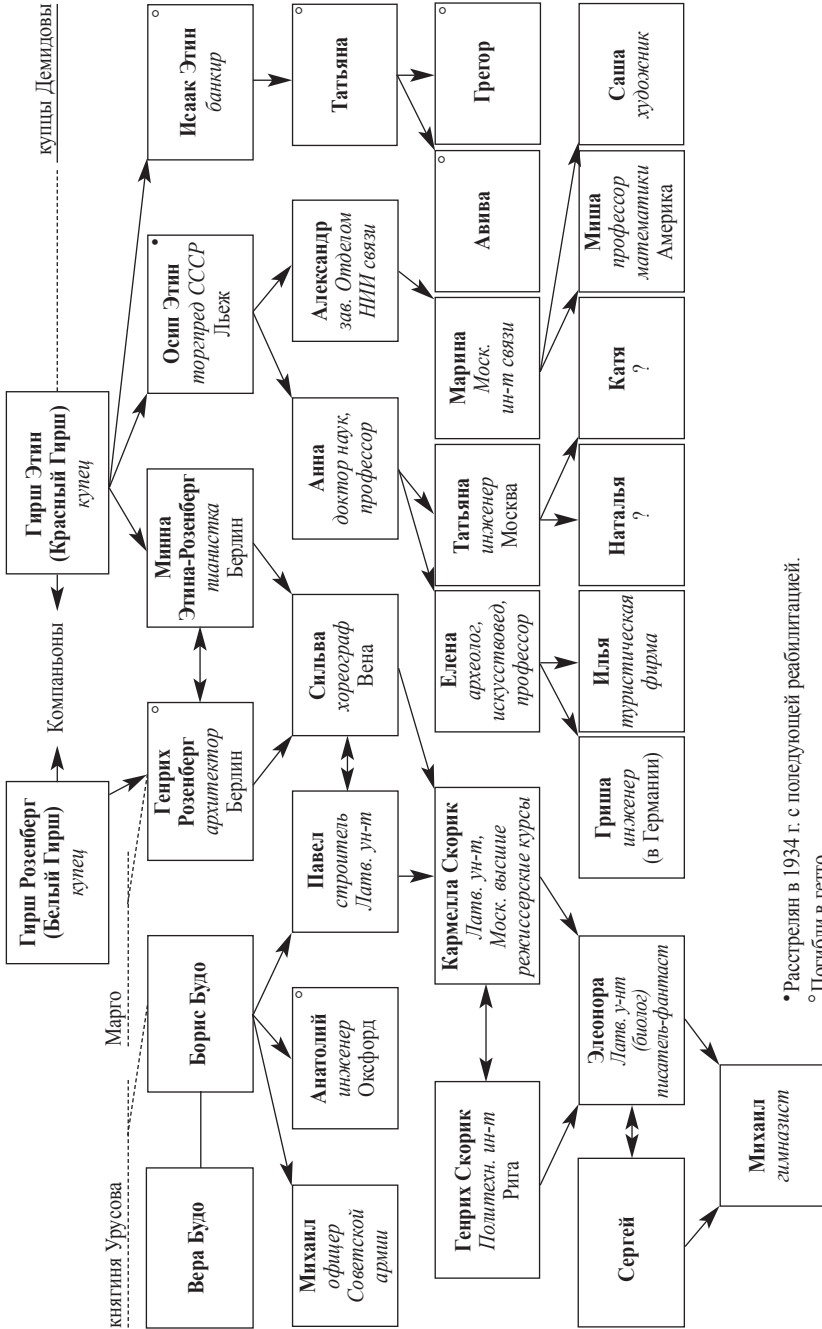 княгиня Урусова
Марго
купцы Демидовы
Гирш Розенберг
(Белый Гирш)
купец
Компаньоны
Гирш Этин
(Красный Гирш)
купец
Вера Будо
Борис Будо
Генрих
Розенберг
архитектор
Берлин
Минна
Этина-Розенберг
пианистка
Берлин
Осип Этин
торгпред СССР
Льеж
Исаак Этин
банкир
Михаил
офицер
Советской
армии
Анатолий
инженер
Оксфорд
Павел
строитель
Латв. ун-т
Сильва
хореограф
Вена
Анна
доктор наук,
профессор
Александр
зав. Отделом
НИИ связи
Татьяна
Генрих Скорик
Политехн. ин-т
Рига
Кармелла Скорик
Латв. ун-т,
Моск. высшие
режиссерские курсы
Елена
археолог,
искусствовед,
профессор
Татьяна
инженер
Москва
Марина
Моск.
ин-т связи
Авива
Грегор
Сергей
Элеонора
Латв. у-нт
(биолог)
писатель-фантаст
Гриша
инженер
(в Германии)
Илья
туристическая
фирма
Наталья
?
Катя
?
Миша
профессор
математики
Америка
Саша
художник
Михаил
гимназист
• Расстрелян в 1934 г. с поледующей реабилитацией.
° Погибли в гетто